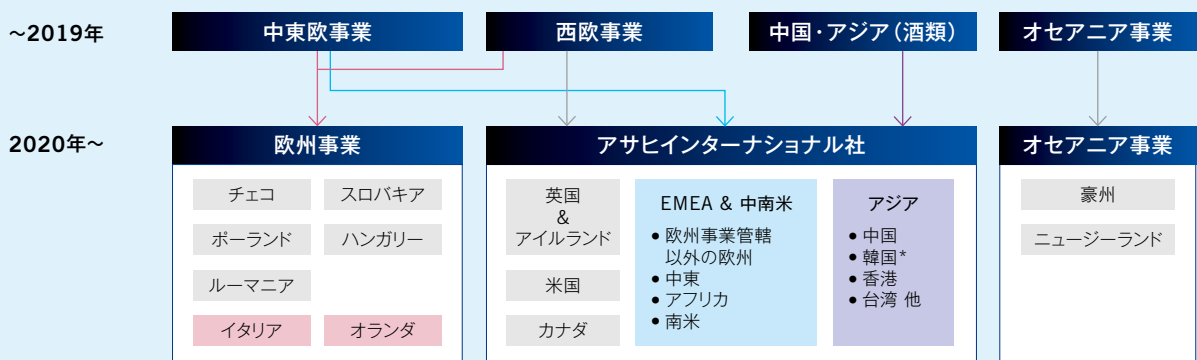 ～2019年
中東欧事業
西欧事業
中国・アジア（酒類）
オセアニア事業
2020年～
欧州事業
アサヒインターナショナル社
オセアニア事業
チェコ
スロバキア
ポーランド
ハンガリー
ルーマニア
イタリア
オランダ
英国
&
アイルランド
米国
カナダ
EMEA & 中南米
● 欧州事業管轄
以外の欧州
● 中東
● アフリカ
● 南米
アジア
● 中国
● 韓国*
● 香港
● 台湾 他
豪州
ニュージーランド